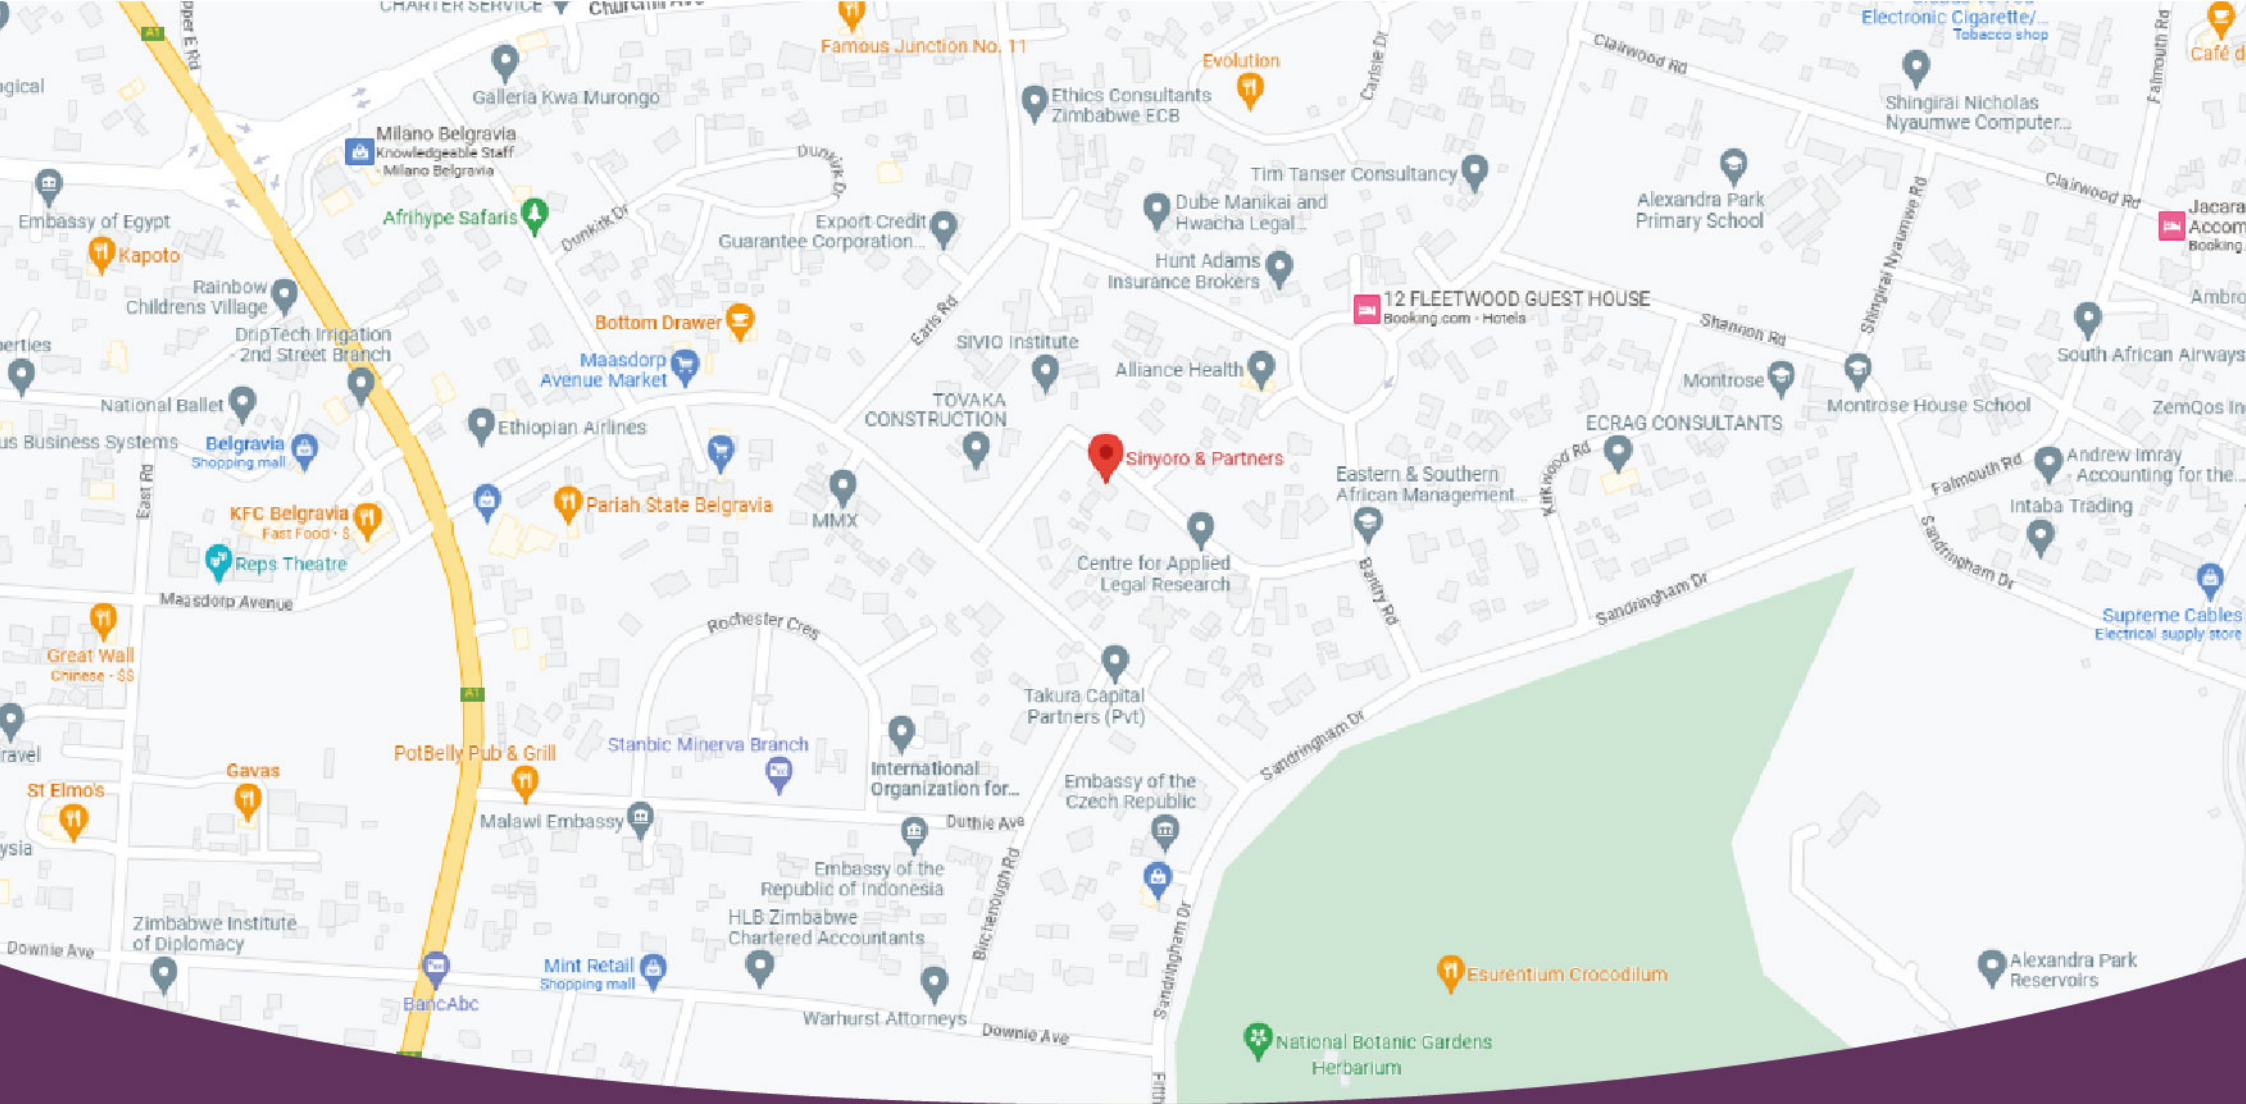 CHARTER SERVICE
Churchill Ave
A1
Famous Junction No. 11
Electronic Cigarette/...
Tobacco shop
Café d
Falmouth Rd
Clairwood Rd
Carlisle Dr
Evolution
Galleria Kwa Murongo
Ethics Consultants
Zimbabwe ECB
Shingirai Nicholas
Nyaumwe Computer...
Milano Belgravia
Knowledgeable Staff
- Milano Belgravia
Dunkirk Dr
Tim Tanser Consultancy
Alexandra Park
Primary School
Clairwood Rd
Embassy of Egypt
Kapoto
Afrihype Safaris
Dunkirk Dr
Export Credit
Guarantee Corporation...
Dube Manikai and
Hwacha Legal...
Shingirai Nyaumwe Rd
Jacara
Accom
Booking.
Rainbow
Childrens Village
Hunt Adams
Insurance Brokers
12 FLEETWOOD GUEST HOUSE
Booking.com - Hotels
Ambro
DripTech Irrigation
- 2nd Street Branch
Bottom Drawer
Earls Rd
SIVIO Institute
Shannon Rd
South African Airways
Maasdorp
Avenue Market
Alliance Health
Montrose
National Ballet
TOVAKA
CONSTRUCTION
Montrose House School
ZemQos In
us Business Systems
Belgravia
Shopping mall
Ethiopian Airlines
ECRAG CONSULTANTS
Kirkwood Rd
Sinyoro & Partners
Eastern & Southern
African Management...
Falmouth Rd
Andrew Imray
- Accounting for the...
East Rd
KFC Belgravia
Fast Food · $
Pariah State Belgravia
MMX
Intaba Trading
Reps Theatre
Centre for Applied
Legal Research
Bantry Rd
Sandringham Dr
Sandringham Dr
Maasdorp Avenue
Rochester Cres
Supreme Cables
Electrical supply store
Great Wall
Chinese · $$
A1
Takura Capital
Partners (Pvt)
Sandringham Dr
ravel
PotBelly Pub & Grill
Stanbic Minerva Branch
Gavas
St Elmo's
International
Organization for...
Embassy of the
Czech Republic
Malawi Embassy
Duthie Ave
ysia
Embassy of the
Republic of Indonesia
Birchenough Rd
HLB Zimbabwe
Chartered Accountants
Sandringham Dr
Zimbabwe Institute
of Diplomacy
Downie Ave
Mint Retail
Shopping mall
BancAbc
Warhurst Attorneys
Downie Ave
Esurentium Crocodilum
Alexandra Park
Reservoirs
National Botanic Gardens
Herbarium
Fifth